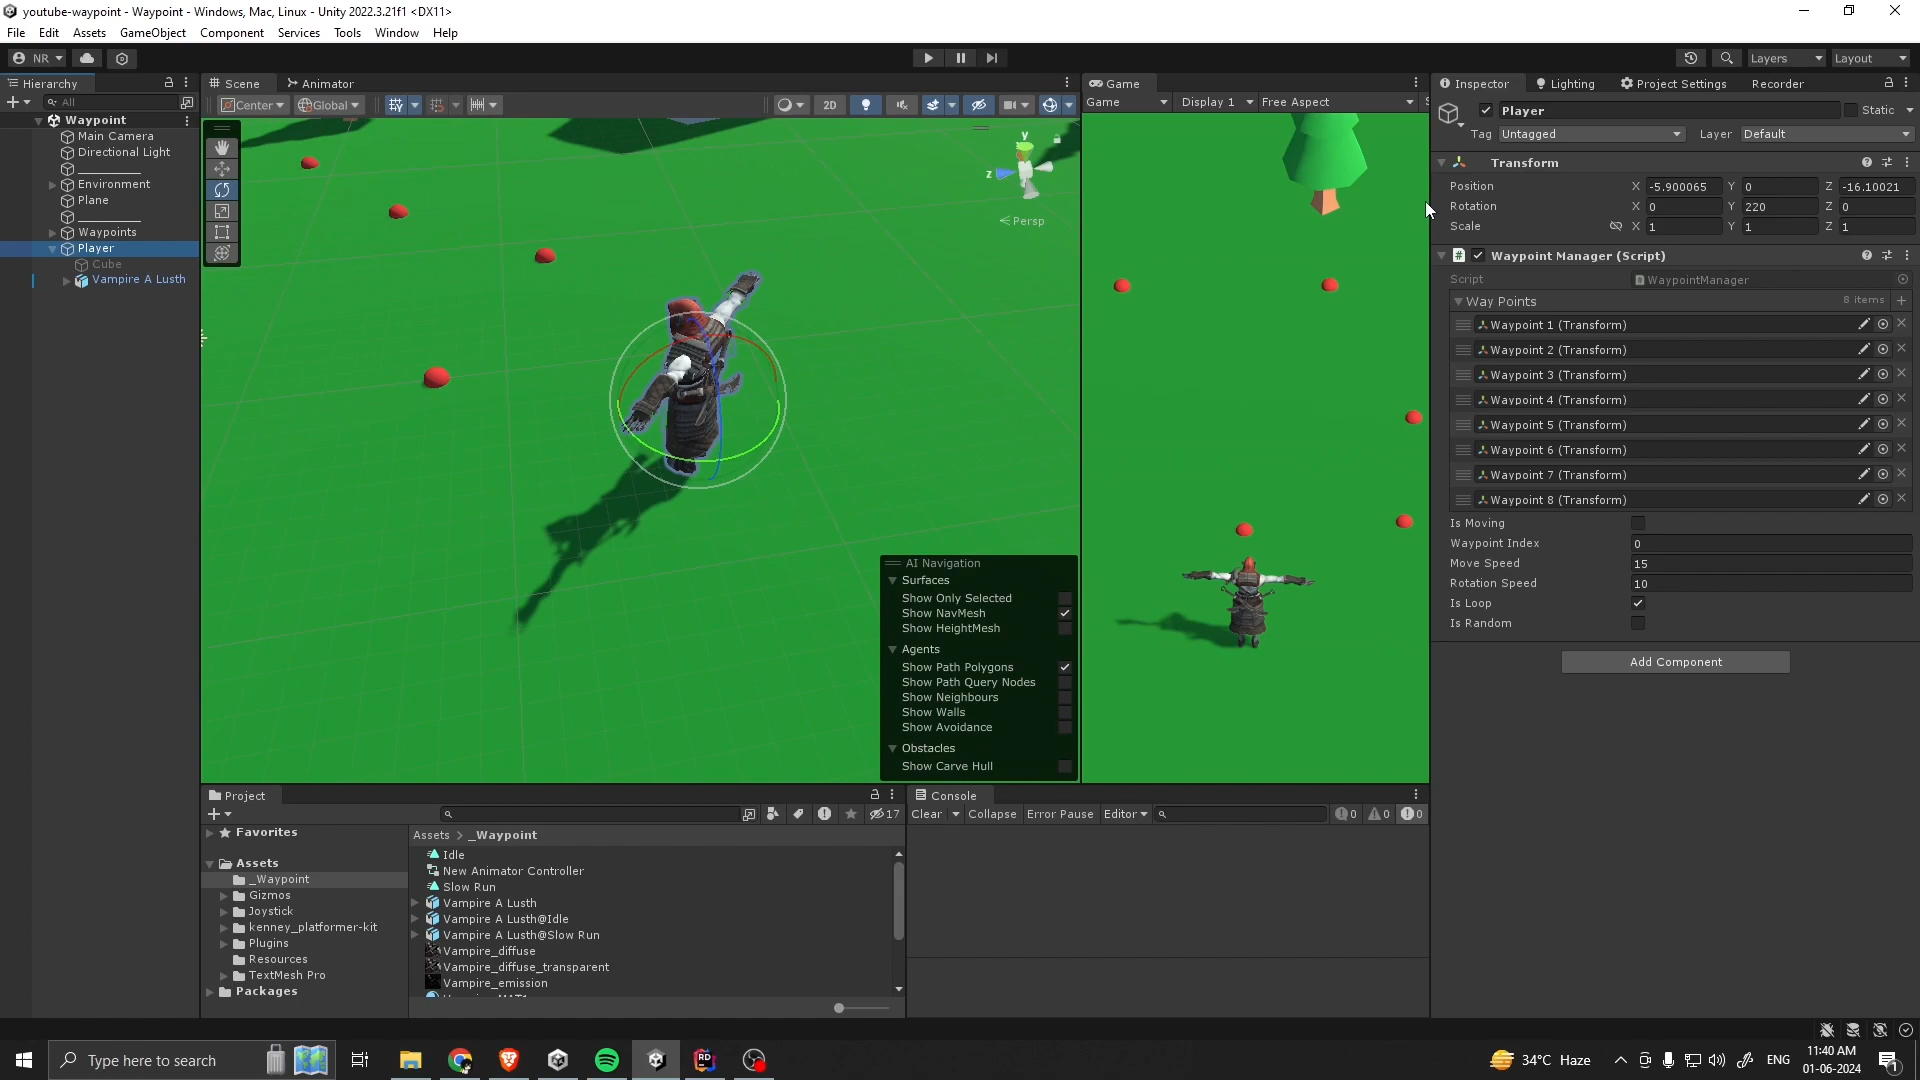 youtube-waypoint - Waypoint - Windows, Mac, Linux - Unity 2022.3.21f1 <DX11>
File Edit Assets GameObject Component Services Tools Window Help
NR Layers Layout
Hierarchy
All
Waypoint
Main Camera
Directional Light
__________
Environment
Plane
__________
Waypoints
Player
Cube
Vampire A Lusth
Scene Animator
Center Global 2D
y
z
Persp
AI Navigation
Surfaces
Show Only Selected
Show NavMesh
Show HeightMesh
Agents
Show Path Polygons
Show Path Query Nodes
Show Neighbours
Show Walls
Show Avoidance
Obstacles
Show Carve Hull
Game
Game Display 1 Free Aspect
Inspector Lighting Project Settings Recorder
Player Static
Tag Untagged Layer Default
Transform
Position X -5.900065 Y 0 Z -16.10021
Rotation X 0 Y 220 Z 0
Scale X 1 Y 1 Z 1
Waypoint Manager (Script)
Script WaypointManager
Way Points 8 items
Waypoint 1 (Transform)
Waypoint 2 (Transform)
Waypoint 3 (Transform)
Waypoint 4 (Transform)
Waypoint 5 (Transform)
Waypoint 6 (Transform)
Waypoint 7 (Transform)
Waypoint 8 (Transform)
Is Moving
Waypoint Index 0
Move Speed 15
Rotation Speed 10
Is Loop
Is Random
Add Component
Project
17
Favorites
Assets
_Waypoint
Gizmos
Joystick
kenney_platformer-kit
Plugins
Resources
TextMesh Pro
Packages
Assets > _Waypoint
Idle
New Animator Controller
Slow Run
Vampire A Lusth
Vampire A Lusth@Idle
Vampire A Lusth@Slow Run
Vampire_diffuse
Vampire_diffuse_transparent
Vampire_emission
Console
Clear Collapse Error Pause Editor 0 0 0
Type here to search
RD
34°C Haze
ENG
11:40 AM
01-06-2024
1